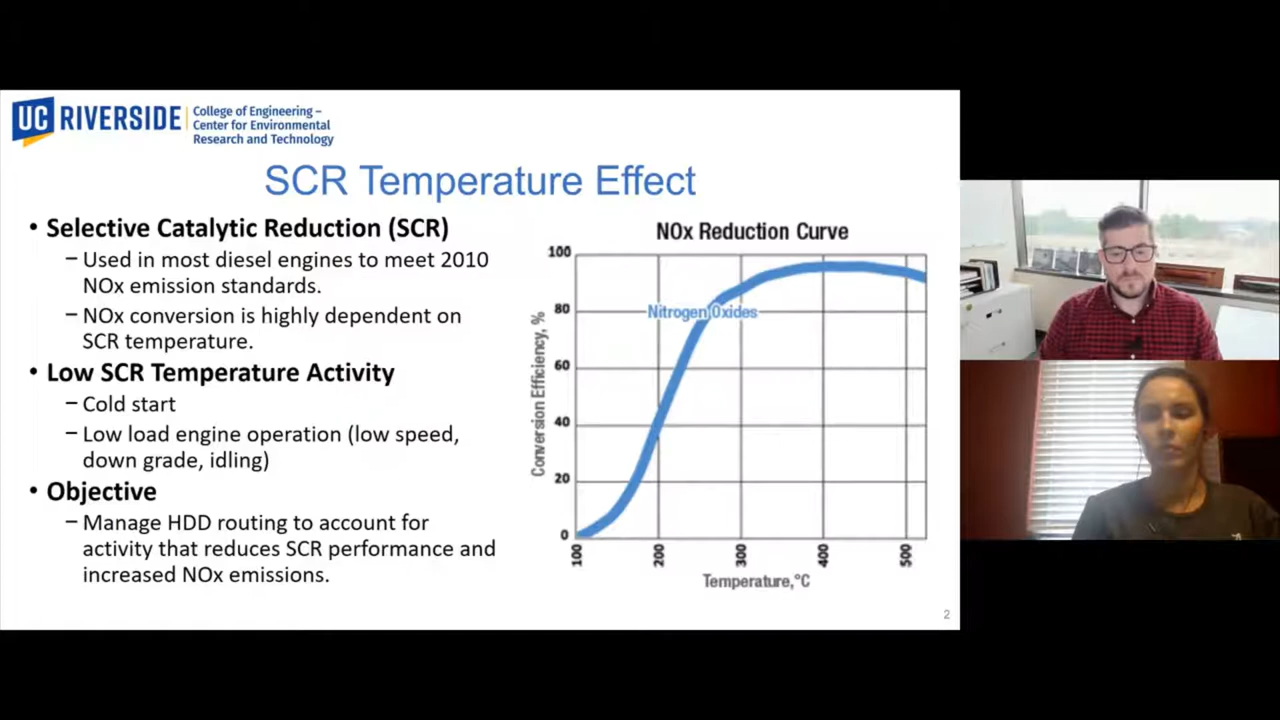 UC RIVERSIDE
College of Engineering –
Center for Environmental
Research and Technology
SCR Temperature Effect
• Selective Catalytic Reduction (SCR)
– Used in most diesel engines to meet 2010
NOx emission standards.
– NOx conversion is highly dependent on
SCR temperature.
• Low SCR Temperature Activity
– Cold start
– Low load engine operation (low speed,
down grade, idling)
• Objective
– Manage HDD routing to account for
activity that reduces SCR performance and
increased NOx emissions.
NOx Reduction Curve
Conversion Efficiency, %
100
80
60
40
20
0
Nitrogen Oxides
100
200
300
400
500
Temperature,°C
2